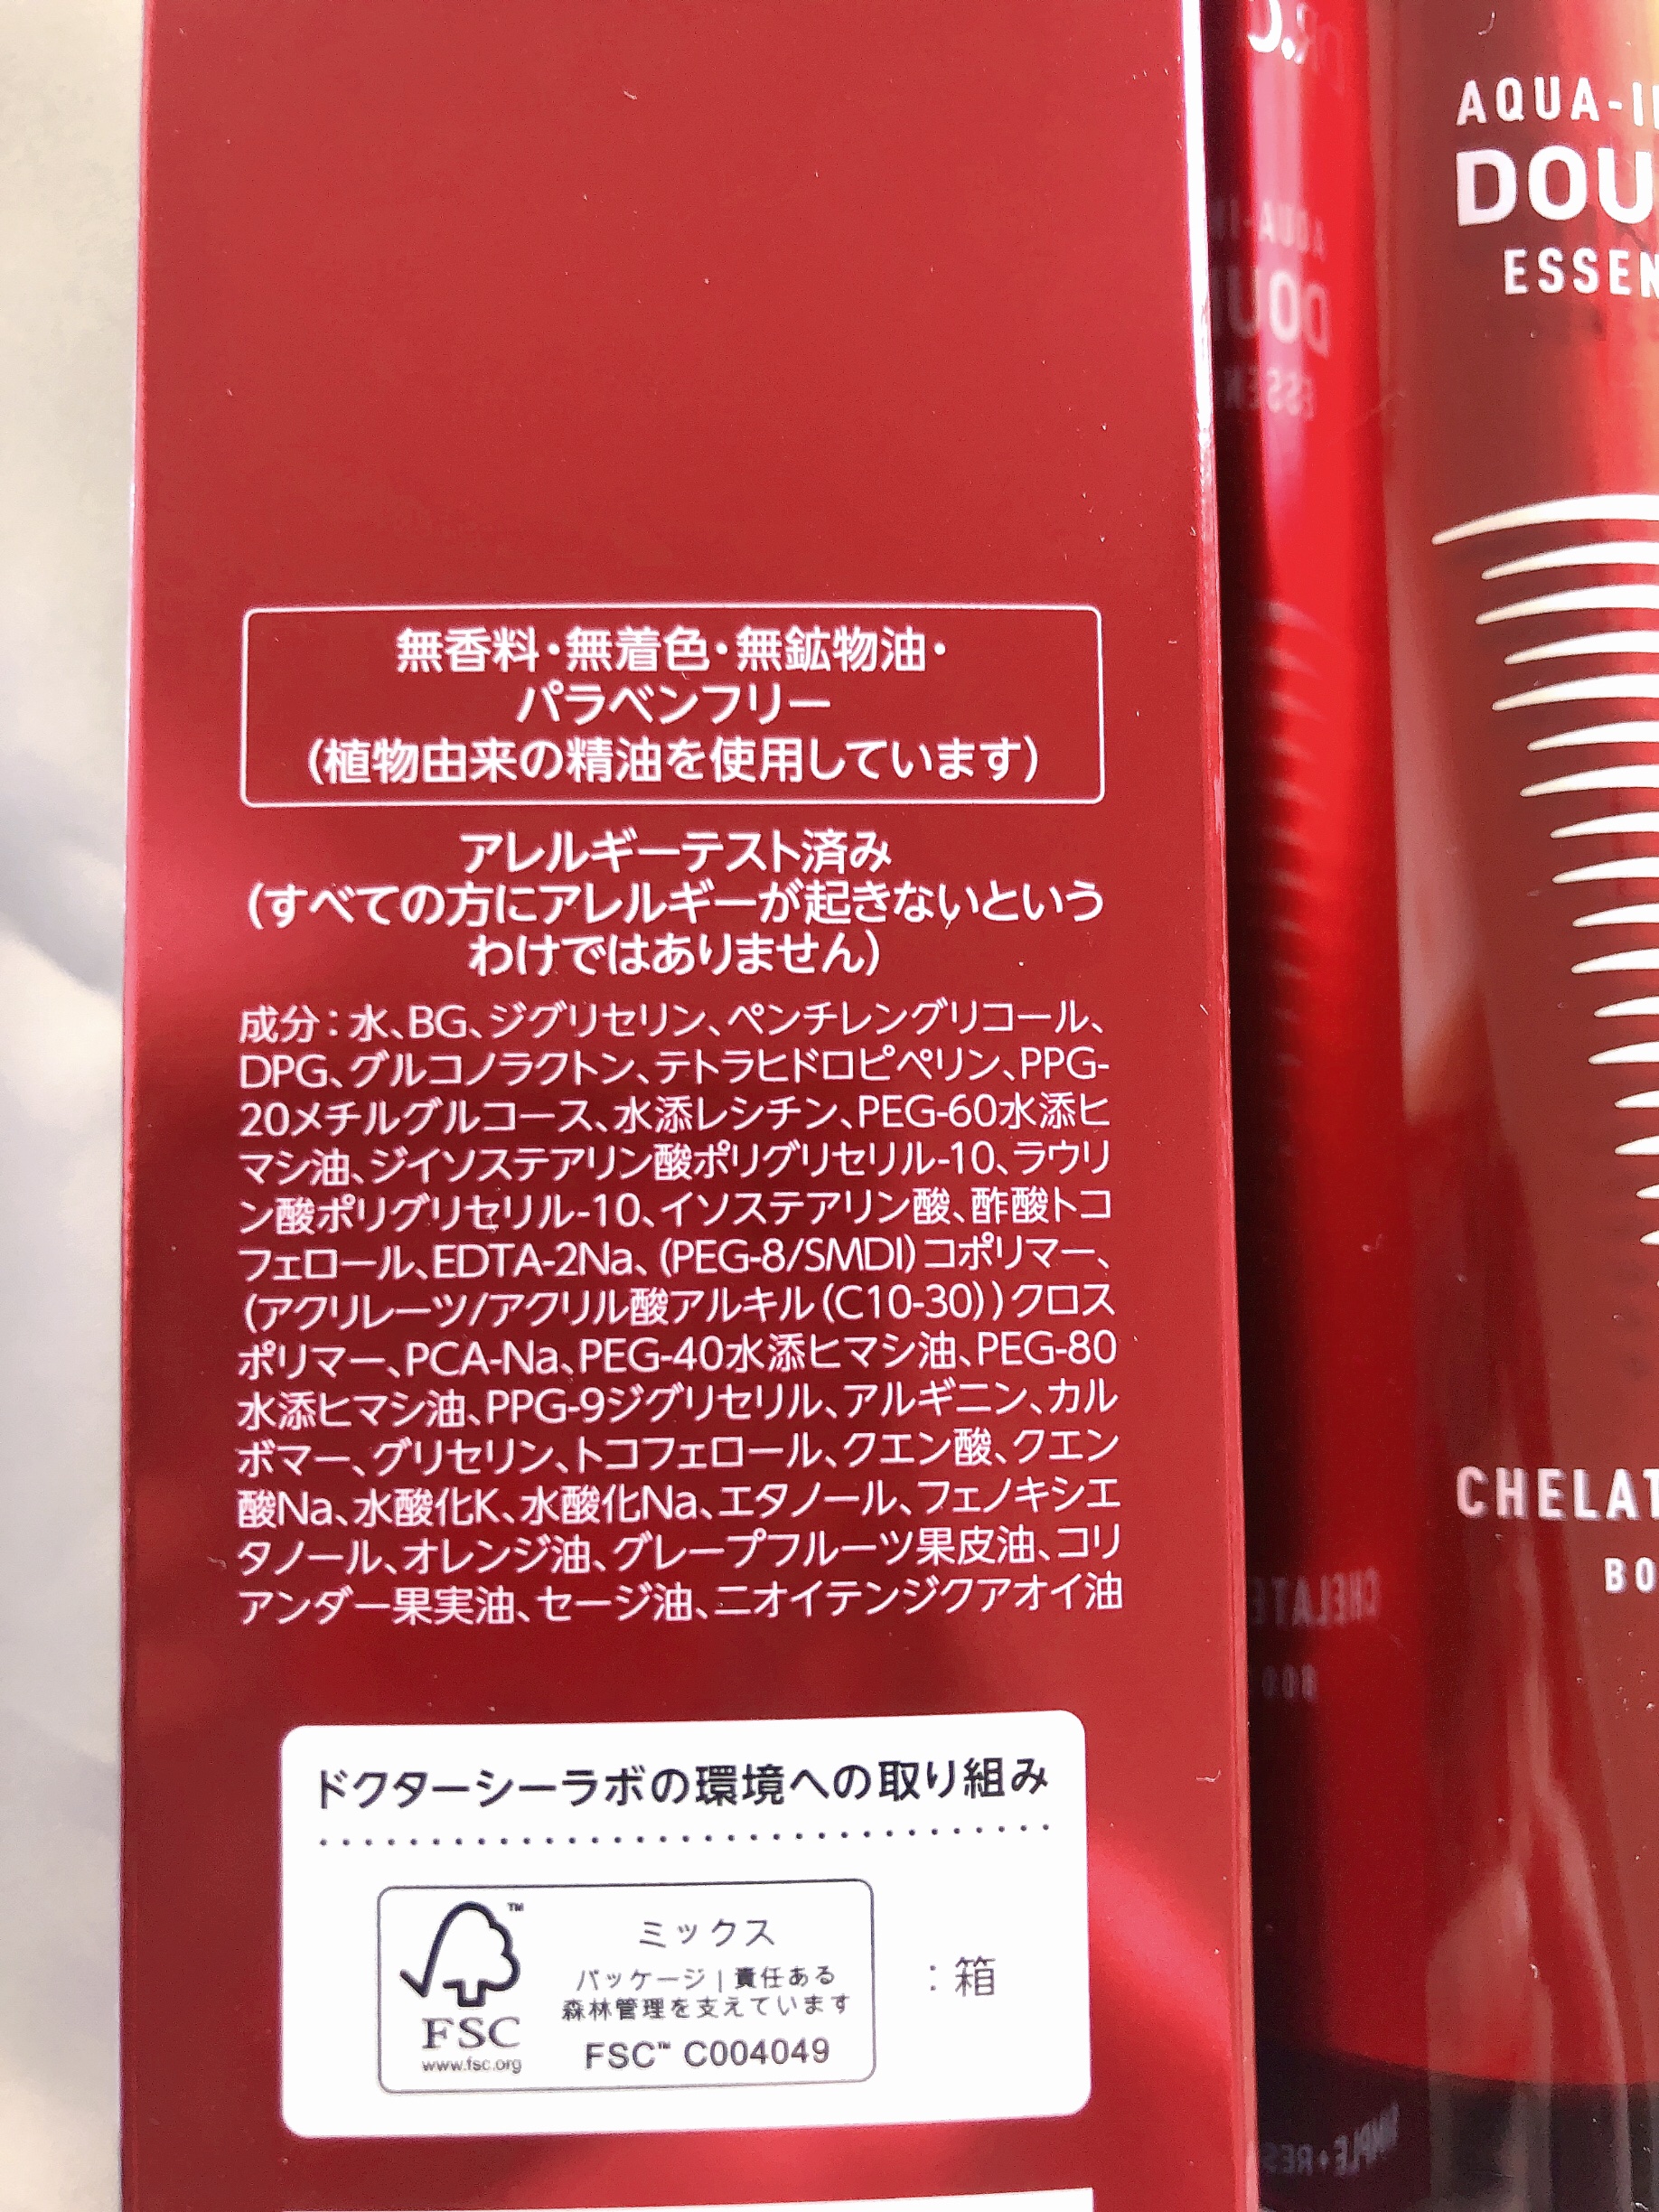 無香料・無着色・無鉱物油・
パラベンフリー
(植物由来の精油を使用しています)
アレルギーテスト済み
(すべての方にアレルギーが起きないという
わけではありません)
成分：水、BG、ジグリセリン、ペンチレングリコール、
DPG、グルコノラクトン、テトラヒドロピペリン、PPG-
20メチルグルコース、水添レシチン、PEG-60水添ヒ
マシ油、ジイソステアリン酸ポリグリセリル-10、ラウリ
ン酸ポリグリセリル-10、イソステアリン酸、酢酸トコ
フェロール、EDTA-2Na、(PEG-8/SMDI)コポリマー、
(アクリレーツ/アクリル酸アルキル(C10-30))クロス
ポリマー、PCA-Na、PEG-40水添ヒマシ油、PEG-80
水添ヒマシ油、PPG-9ジグリセリル、アルギニン、カル
ボマー、グリセリン、トコフェロール、クエン酸、クエン
酸Na、水酸化K、水酸化Na、エタノール、フェノキシエ
タノール、オレンジ油、グレープフルーツ果皮油、コリ
アンダー果実油、セージ油、ニオイテンジクアオイ油
ドクターシーラボの環境への取り組み
FSC
www.fsc.org
ミックス
パッケージ | 責任ある
森林管理を支えています
FSC™ C004049
：箱
AQUA-I
DOU
ESSEN
CHELAT
BO